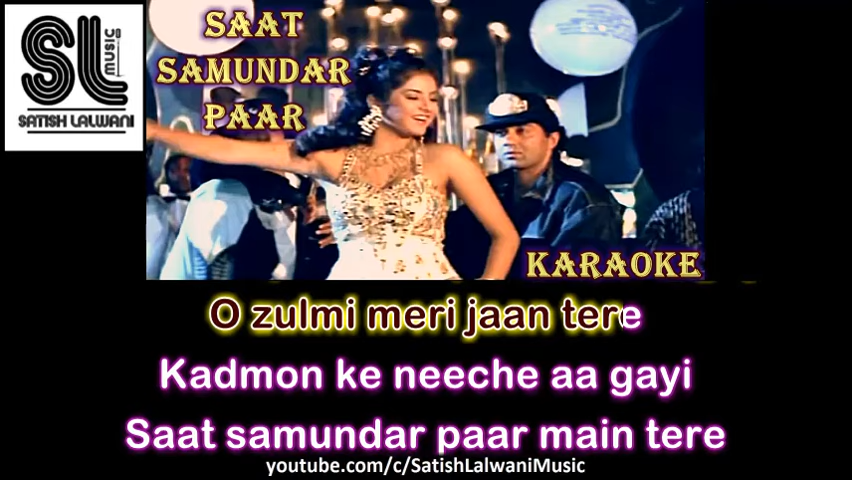 SL
MUSIC CO
SATISH LALWANI
SAAT
SAMUNDAR
PAAR
KARAOKE
O zulmi meri jaan tere
Kadmon ke neeche aa gayi
Saat samundar paar main tere
youtube.com/c/SatishLalwaniMusic